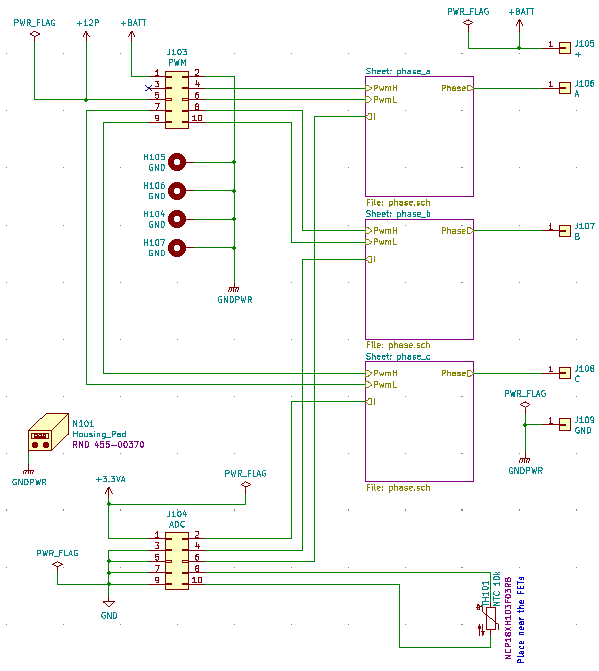 PWR_FLAG
+12P
+BATT
PWR_FLAG
+BATT
J103
PWM
1 2
3 4
5 6
7 8
9 10
1
J105
+
Sheet: phase_a
PwmH
PwmL
I
Phase
1
J106
A
File: phase.sch
H105
GND
H106
GND
H104
GND
H107
GND
GNDPWR
Sheet: phase_b
PwmH
PwmL
I
Phase
1
J107
B
File: phase.sch
Sheet: phase_c
PwmH
PwmL
I
Phase
1
J108
C
File: phase.sch
PWR_FLAG
1
J109
GND
GNDPWR
N101
Housing_Pad
RND 455-00370
GNDPWR
+3.3VA
PWR_FLAG
J104
ADC
1 2
3 4
5 6
7 8
9 10
PWR_FLAG
GND
TH101
NTC 10k
NCP18XH103F03RB
Place near the FETs